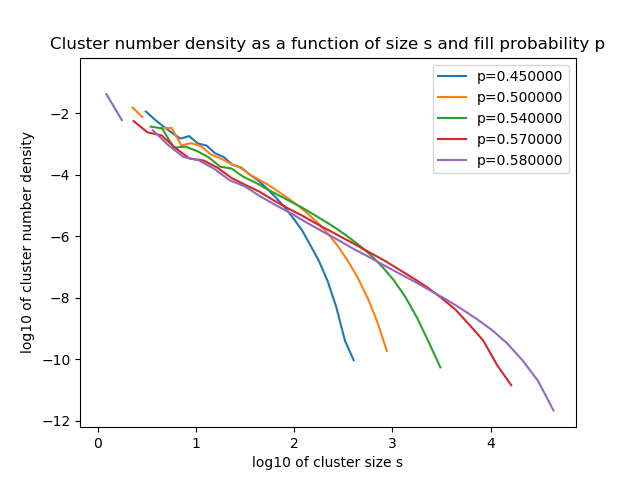 Cluster number density as a function of size s and fill probability p
p=0.450000
p=0.500000
p=0.540000
p=0.570000
p=0.580000
log10 of cluster number density
−2
−4
−6
−8
−10
−12
0 1 2 3 4
log10 of cluster size s